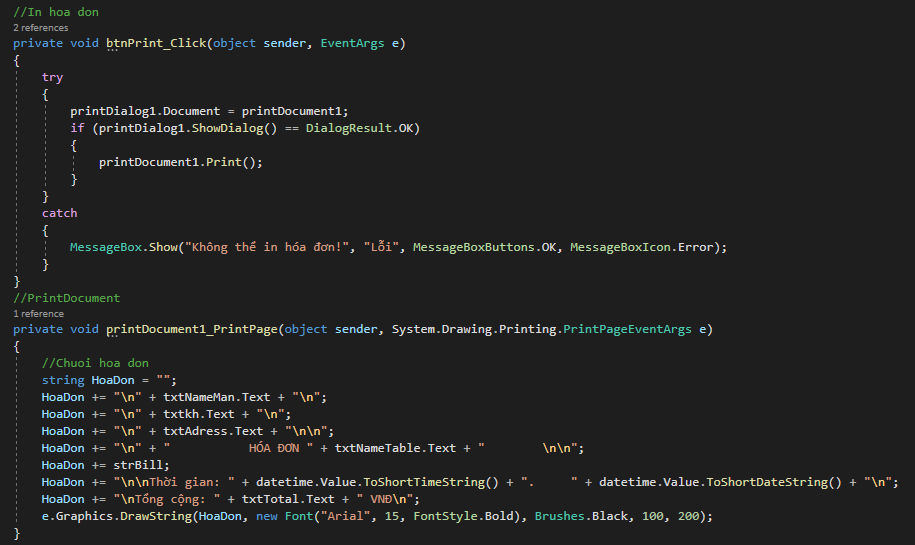 //In hoa don
2 references
private void btnPrint_Click(object sender, EventArgs e)
{
try
{
printDialog1.Document = printDocument1;
if (printDialog1.ShowDialog() == DialogResult.OK)
{
printDocument1.Print();
}
}
catch
{
MessageBox.Show("Không thể in hóa đơn!", "Lỗi", MessageBoxButtons.OK, MessageBoxIcon.Error);
}
}
//PrintDocument
1 reference
private void printDocument1_PrintPage(object sender, System.Drawing.Printing.PrintPageEventArgs e)
{
//Chuoi hoa don
string HoaDon = "";
HoaDon += "\n" + txtNameMan.Text + "\n";
HoaDon += "\n" + txtkh.Text + "\n";
HoaDon += "\n" + txtAdress.Text + "\n\n";
HoaDon += "\n" + "           HÓA ĐƠN " + txtNameTable.Text + "        \n\n";
HoaDon += strBill;
HoaDon += "\n\nThời gian: " + datetime.Value.ToShortTimeString() + ".     " + datetime.Value.ToShortDateString() + "\n";
HoaDon += "\nTổng cộng: " + txtTotal.Text + " VNĐ\n";
e.Graphics.DrawString(HoaDon, new Font("Arial", 15, FontStyle.Bold), Brushes.Black, 100, 200);
}